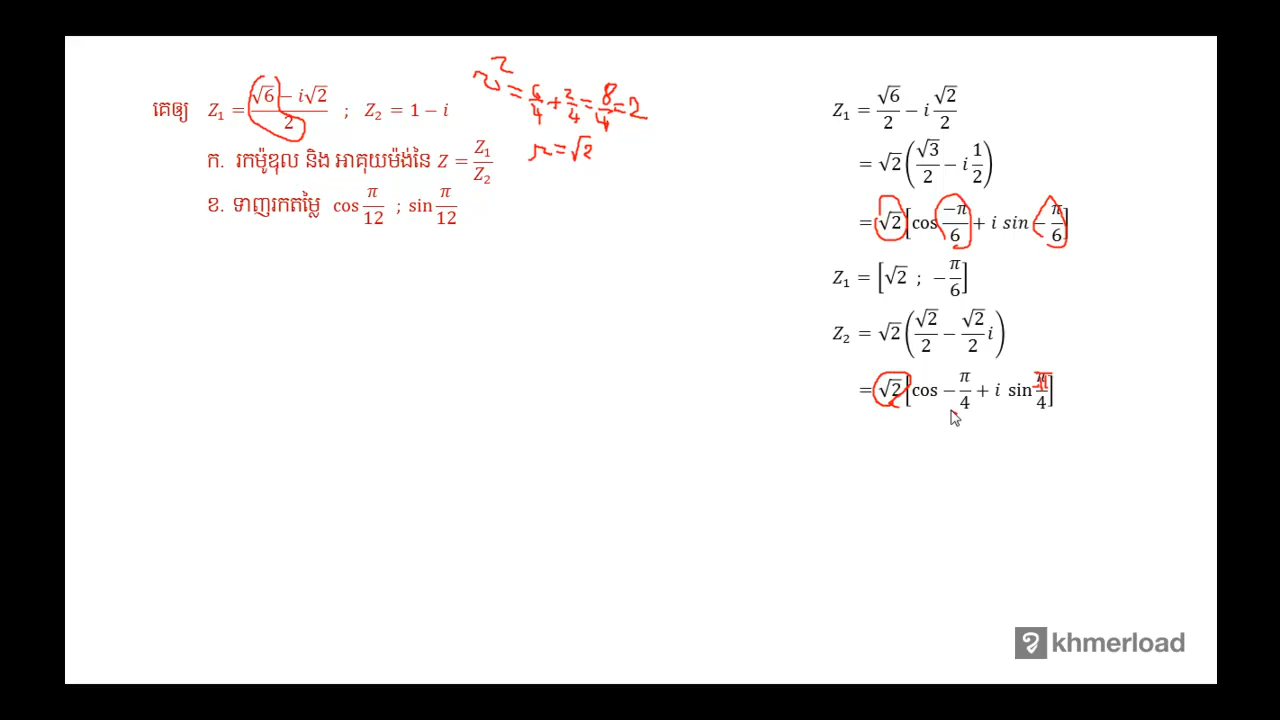 គេឲ្យ Z₁ = (√6 − i√2)/2 ; Z₂ = 1 − i
ក. រកម៉ូឌុល និង អាគុយម៉ង់នៃ Z = Z₁/Z₂
ខ. ទាញរកតម្លៃ cos π/12 ; sin π/12
r² = 6/4 + 2/4 = 8/4 = 2
r = √2
Z₁ = √6/2 − i √2/2
= √2(√3/2 − i 1/2)
= √2[cos −π/6 + i sin − π/6]
Z₁ = [√2 ; −π/6]
Z₂ = √2(√2/2 − √2/2 i)
= √2[cos − π/4 + i sin π/4]
khmerload